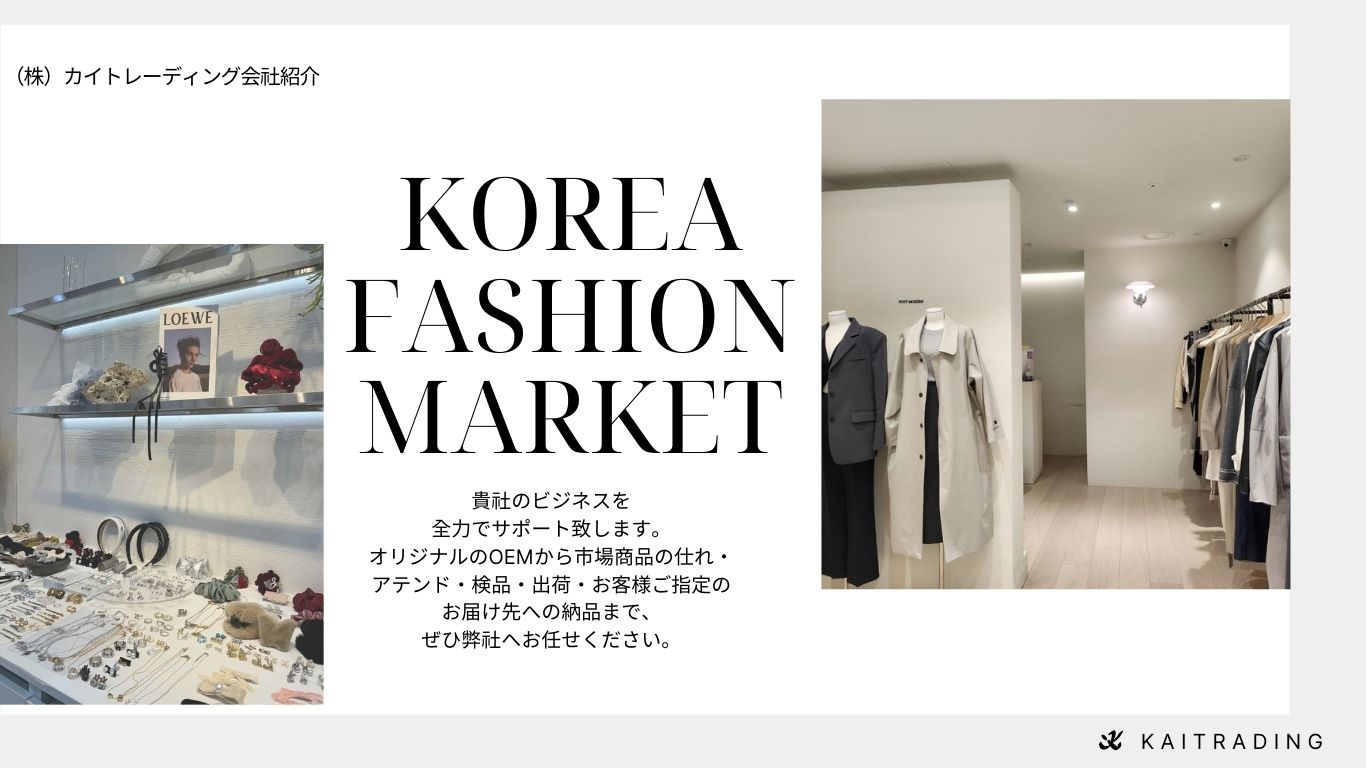 （株）カイトレーディング会社紹介
KOREA
FASHION
MARKET
貴社のビジネスを
全力でサポート致します。
オリジナルのOEMから市場商品の仕れ・
アテンド・検品・出荷・お客様ご指定の
お届け先への納品まで、
ぜひ弊社へお任せください。
LOEWE
POST MODERN
KAITRADING